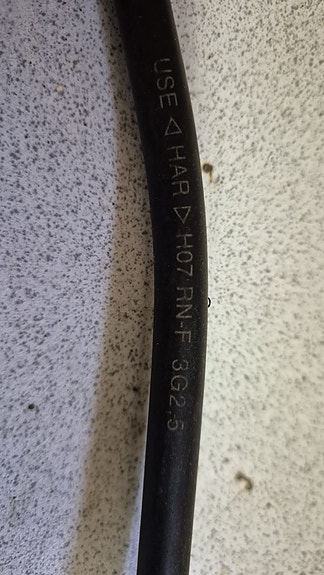 USE ◁ HAR ▷ H07 RN-F 3G2,5